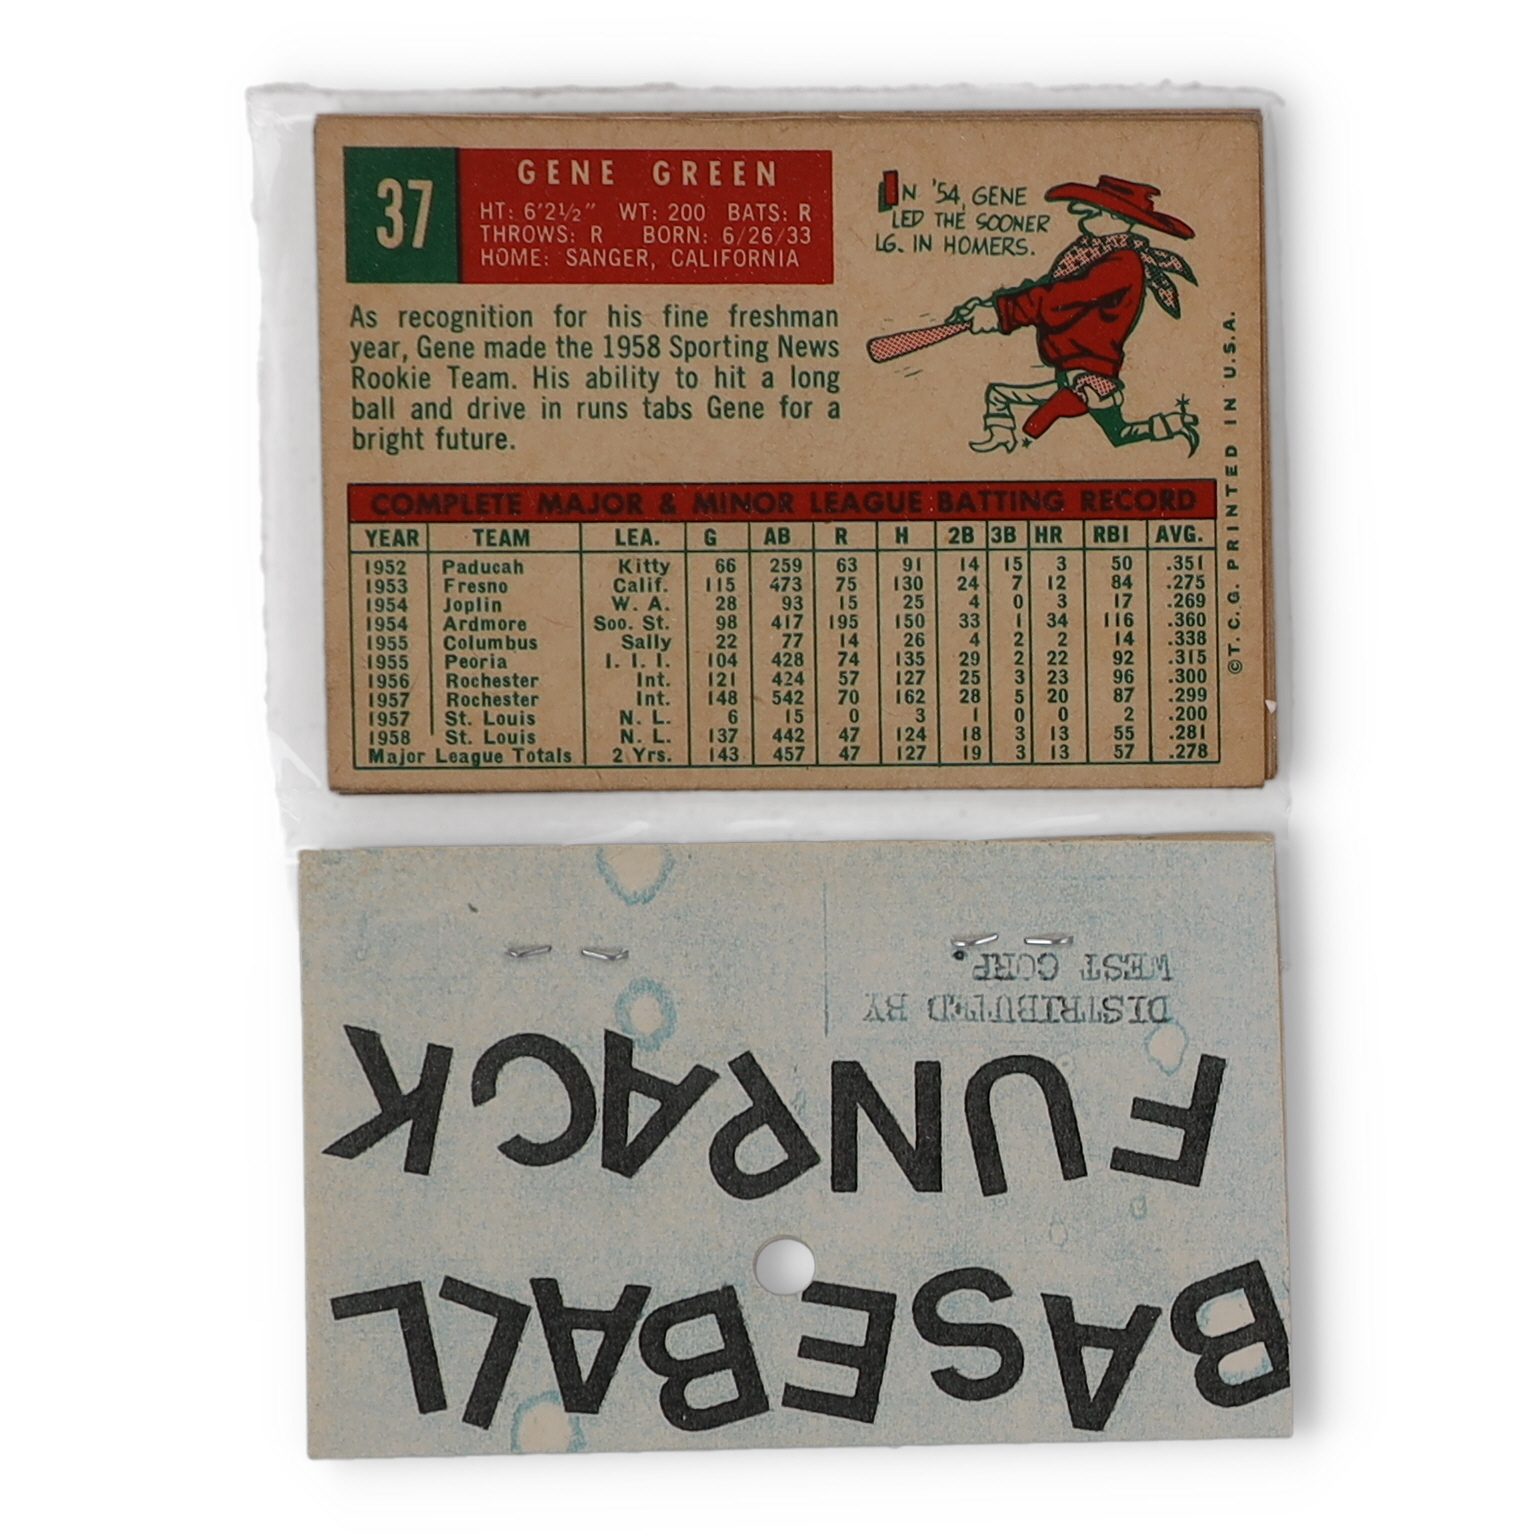 37
GENE GREEN
HT: 6'2½" WT: 200 BATS: R
THROWS: R BORN: 6/26/33
HOME: SANGER, CALIFORNIA
IN '54, GENE
LED THE SOONER
LG. IN HOMERS.
As recognition for his fine freshman
year, Gene made the 1958 Sporting News
Rookie Team. His ability to hit a long
ball and drive in runs tabs Gene for a
bright future.
COMPLETE MAJOR & MINOR LEAGUE BATTING RECORD
YEAR TEAM LEA. G AB R H 2B 3B HR RBI AVG.
1952 Paducah Kitty 66 259 63 91 14 15 3 50 .351
1953 Fresno Calif. 115 473 75 130 24 7 12 84 .275
1954 Joplin W. A. 28 93 15 25 4 0 3 17 .269
1954 Ardmore Soo. St. 98 417 195 150 33 1 34 116 .360
1955 Columbus Sally 22 77 14 26 4 2 2 14 .338
1955 Peoria I. I. I. 104 428 74 135 29 2 22 92 .315
1956 Rochester Int. 121 424 57 127 25 3 23 96 .300
1957 Rochester Int. 148 542 70 162 28 5 20 87 .299
1957 St. Louis N. L. 6 15 0 3 1 0 0 2 .200
1958 St. Louis N. L. 137 442 47 124 18 3 13 55 .281
Major League Totals 2 Yrs. 143 457 47 127 19 3 13 57 .278
©T. C. G. PRINTED IN U.S.A.
BASEBALL
FUN PACK
DISTRIBUTED BY
WEST CORP.